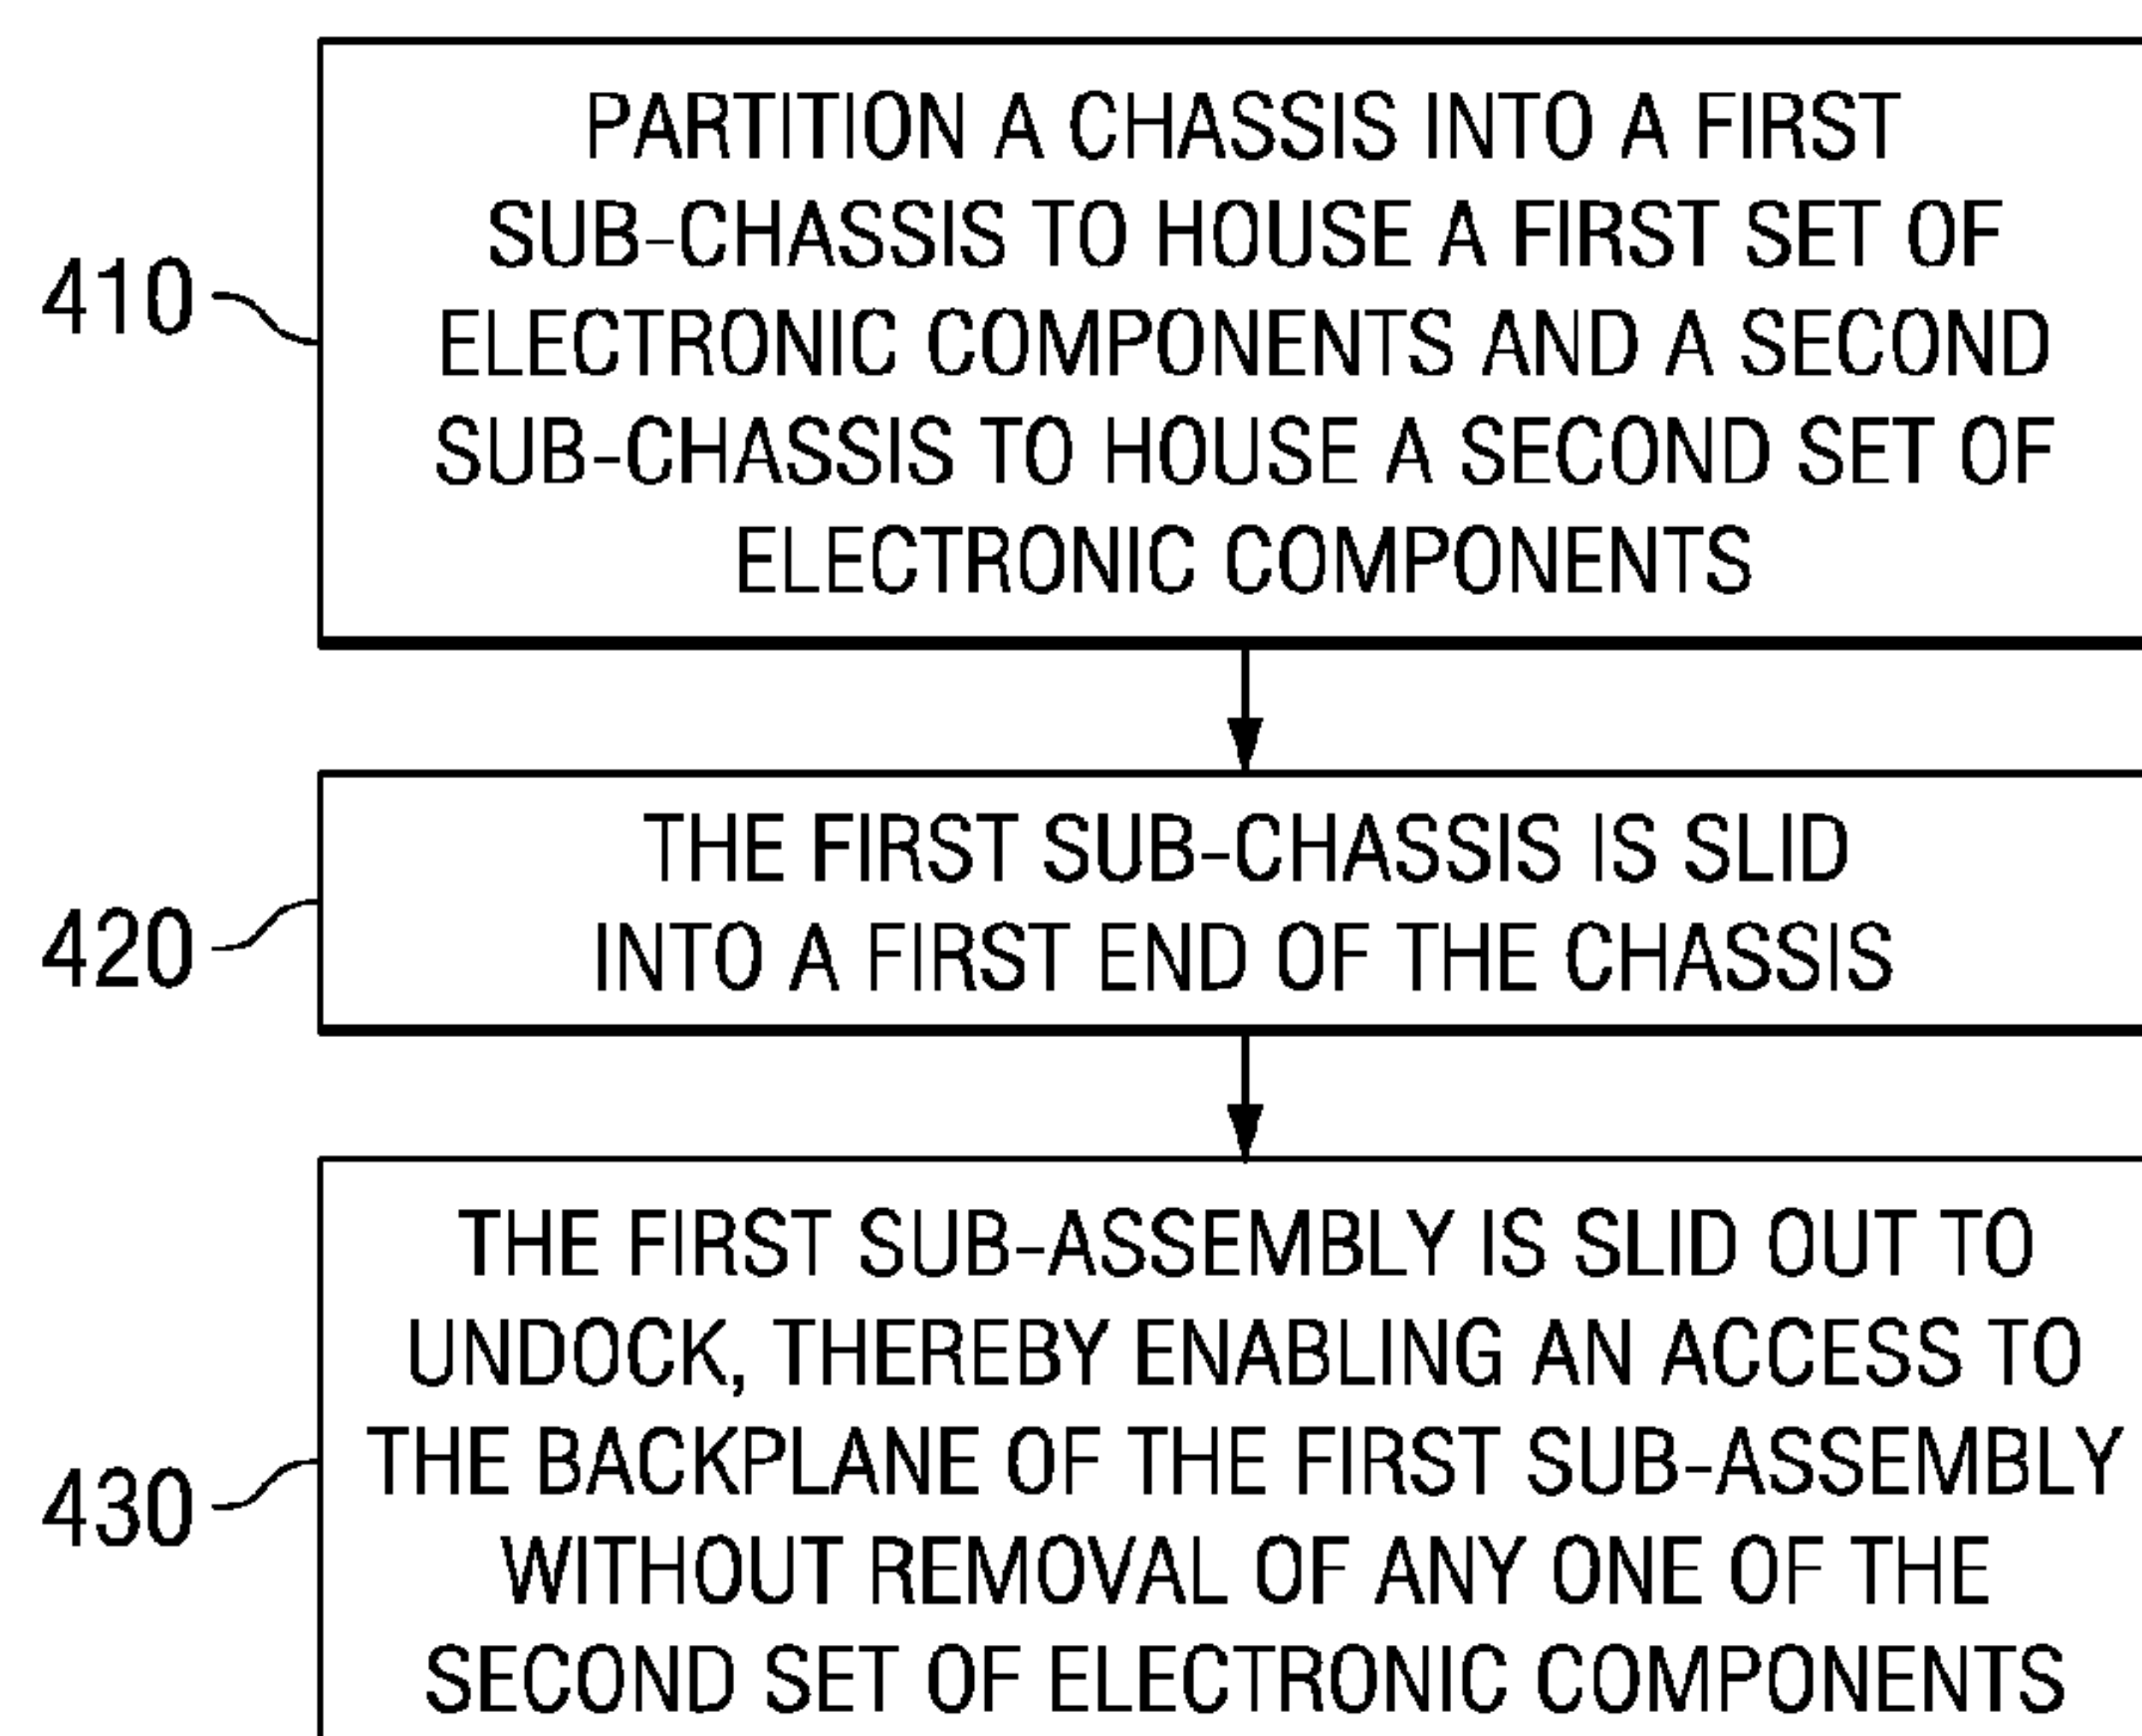 410
PARTITION A CHASSIS INTO A FIRST
SUB-CHASSIS TO HOUSE A FIRST SET OF
ELECTRONIC COMPONENTS AND A SECOND
SUB-CHASSIS TO HOUSE A SECOND SET OF
ELECTRONIC COMPONENTS
420
THE FIRST SUB-CHASSIS IS SLID
INTO A FIRST END OF THE CHASSIS
430
THE FIRST SUB-ASSEMBLY IS SLID OUT TO
UNDOCK, THEREBY ENABLING AN ACCESS TO
THE BACKPLANE OF THE FIRST SUB-ASSEMBLY
WITHOUT REMOVAL OF ANY ONE OF THE
SECOND SET OF ELECTRONIC COMPONENTS